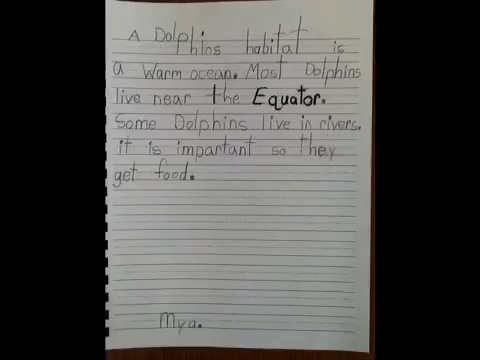 A Dolphins habitat is
a warm ocean. Most Dolphins
live near the Equator.
Some Dolphins live in rivers.
it is impartant so they
get food.
Mya.